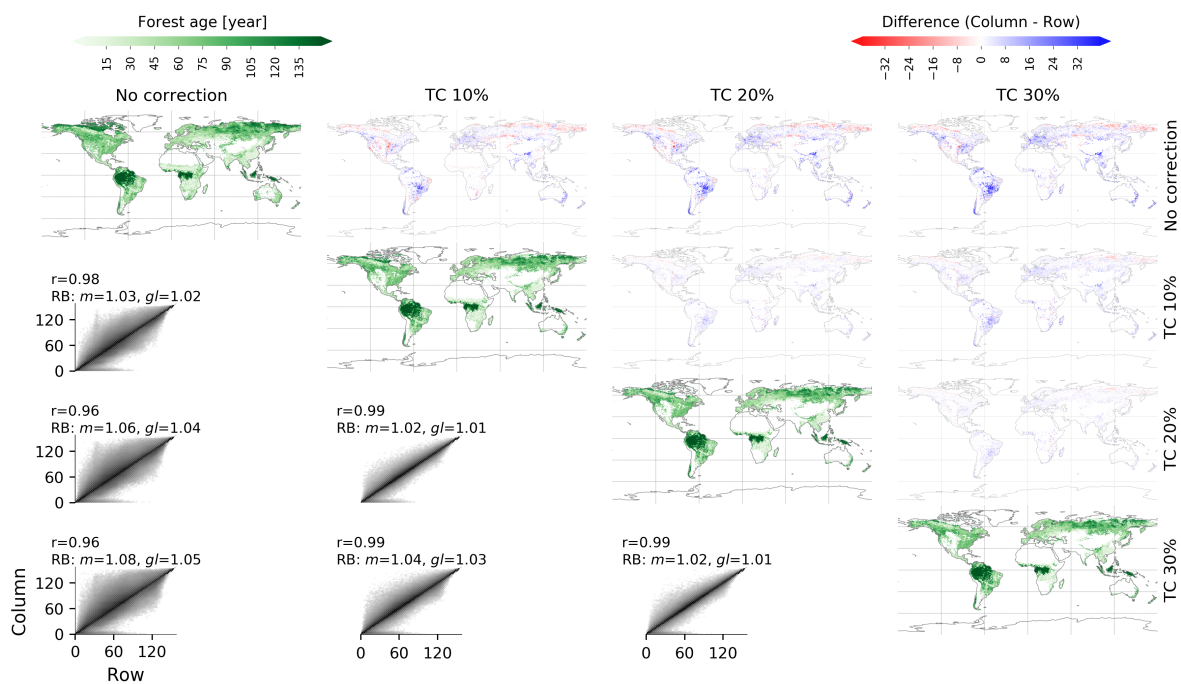 Forest age [year]
15 30 45 60 75 90 105 120 135
Difference (Column - Row)
−32 −24 −16 −8 0 8 16 24 32
No correction
TC 10%
TC 20%
TC 30%
No correction
r=0.98
RB: m=1.03, gl=1.02
120
60
0
TC 10%
r=0.96
RB: m=1.06, gl=1.04
120
60
0
r=0.99
RB: m=1.02, gl=1.01
TC 20%
r=0.96
RB: m=1.08, gl=1.05
120
60
0
0 60 120
Column
Row
r=0.99
RB: m=1.04, gl=1.03
0 60 120
r=0.99
RB: m=1.02, gl=1.01
0 60 120
TC 30%